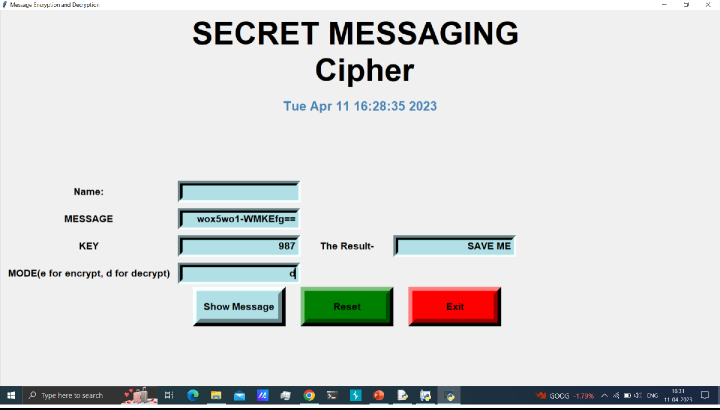 Message Encryption and Decryption
SECRET MESSAGING
Cipher
Tue Apr 11 16:28:35 2023
Name:
MESSAGE wox5wo1-WMKEfg==
KEY 987 The Result- SAVE ME
MODE(e for encrypt, d for decrypt) d
Show Message Reset Exit
Type here to search GOOG -1.79% ENG 16:31
11-04-2023